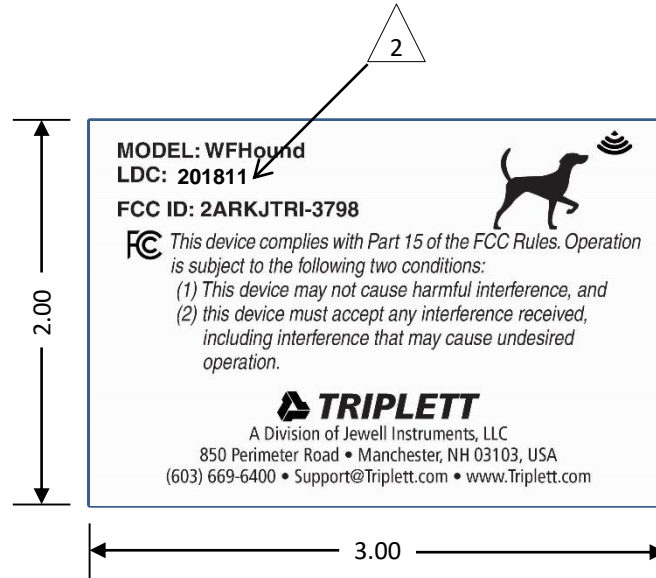 2
MODEL: WFHound
LDC: 201811
FCC ID: 2ARKJTRI-3798
FC This device complies with Part 15 of the FCC Rules. Operation
is subject to the following two conditions:
(1) This device may not cause harmful interference, and
(2) this device must accept any interference received,
including interference that may cause undesired
operation.
2.00
TRIPLETT
A Division of Jewell Instruments, LLC
850 Perimeter Road • Manchester, NH 03103, USA
(603) 669-6400 • Support@Triplett.com • www.Triplett.com
3.00